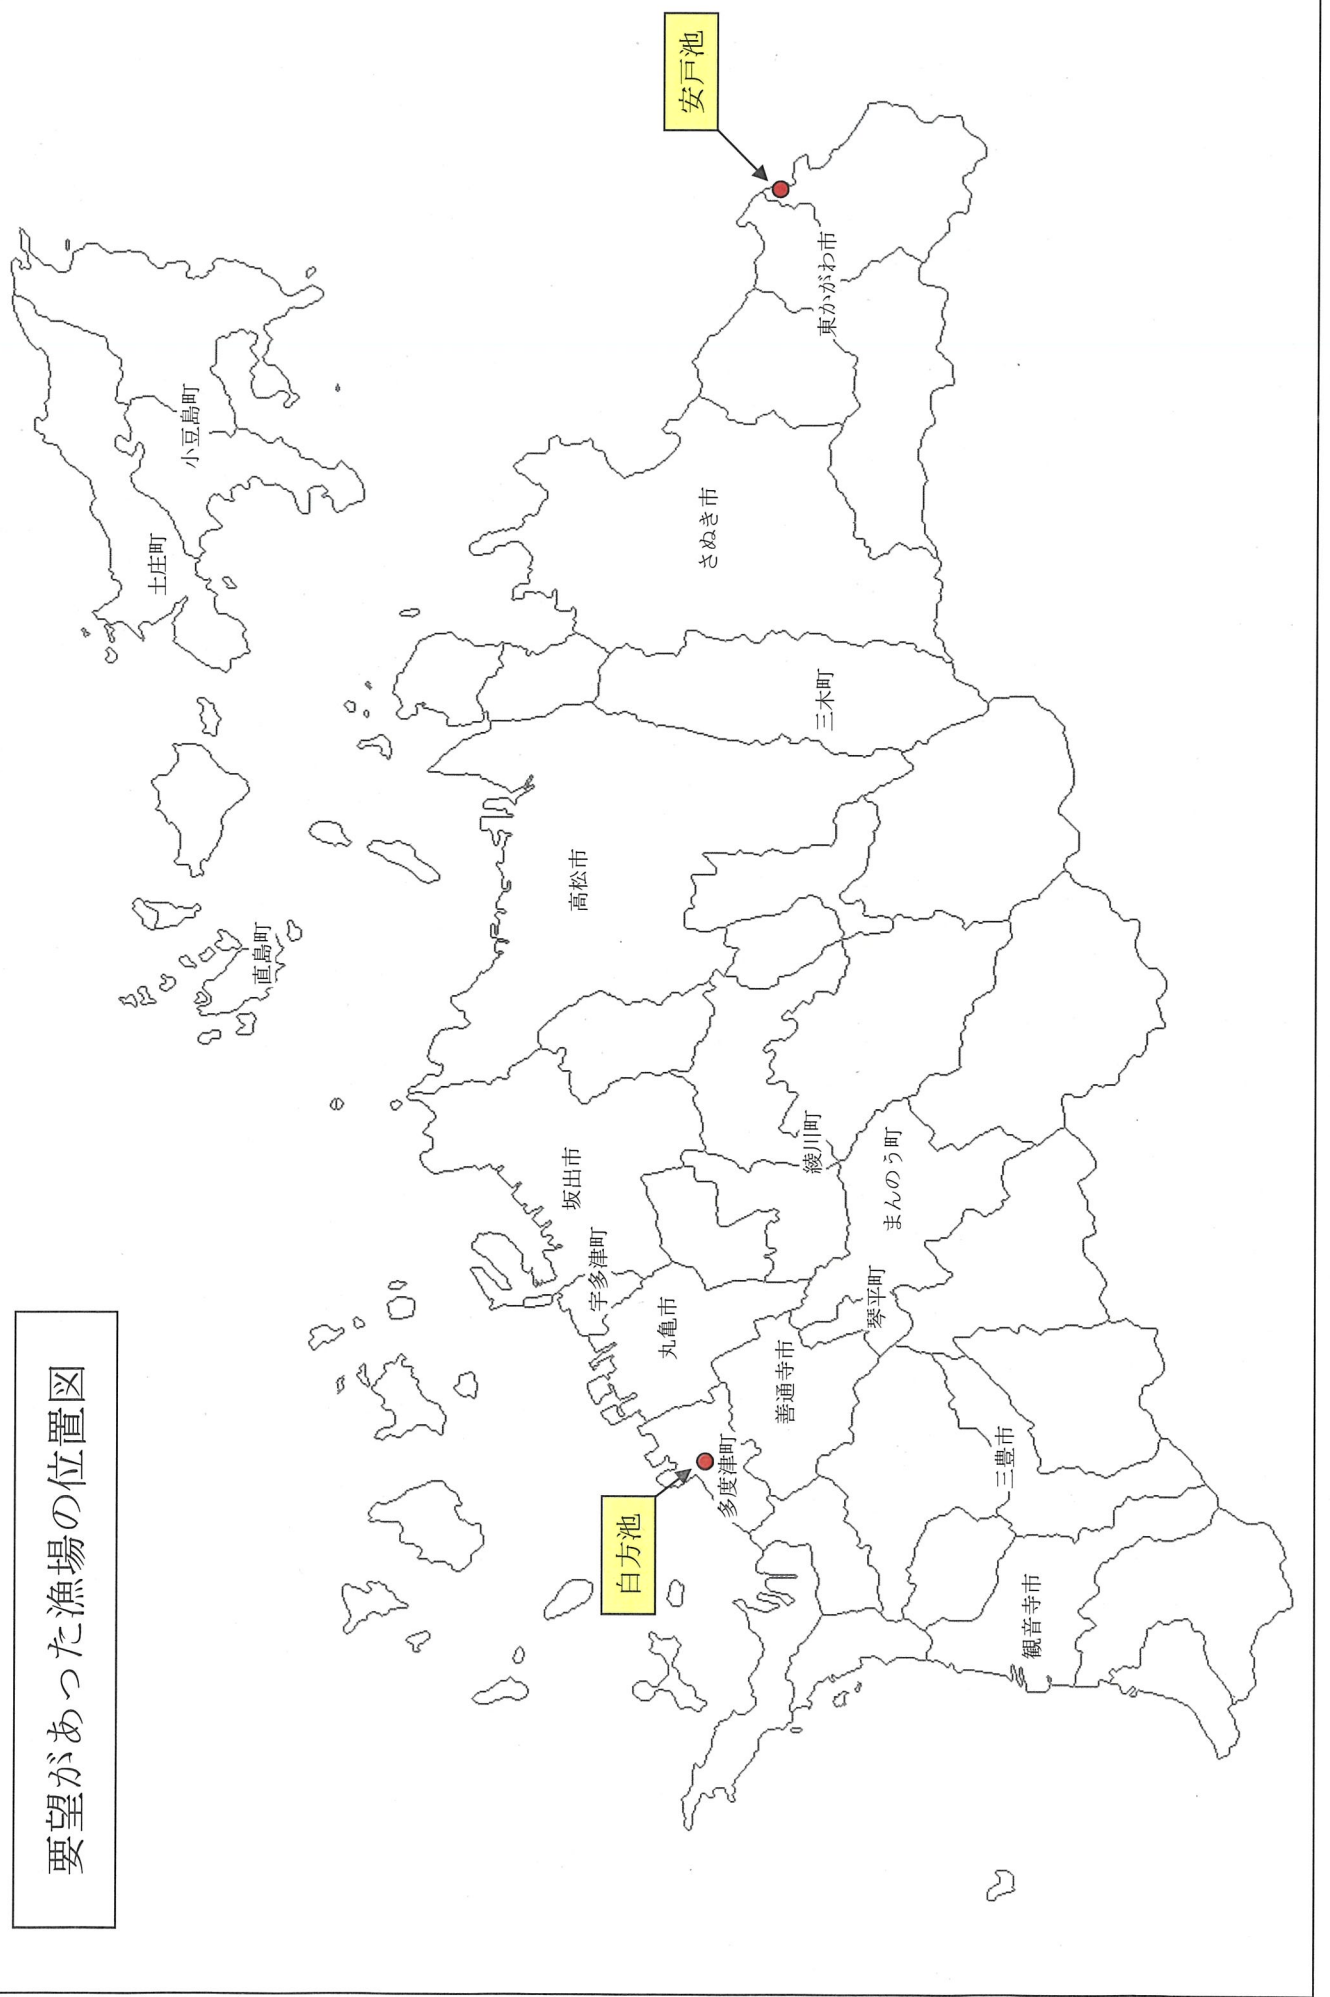 要望があった漁場の位置図
小豆島町
土庄町
直島町
安戸池
東かがわ市
さぬき市
三木町
高松市
坂出市
綾川町
宇多津町
丸亀市
まんのう町
琴平町
善通寺市
白方池
多度津町
三豊市
観音寺市